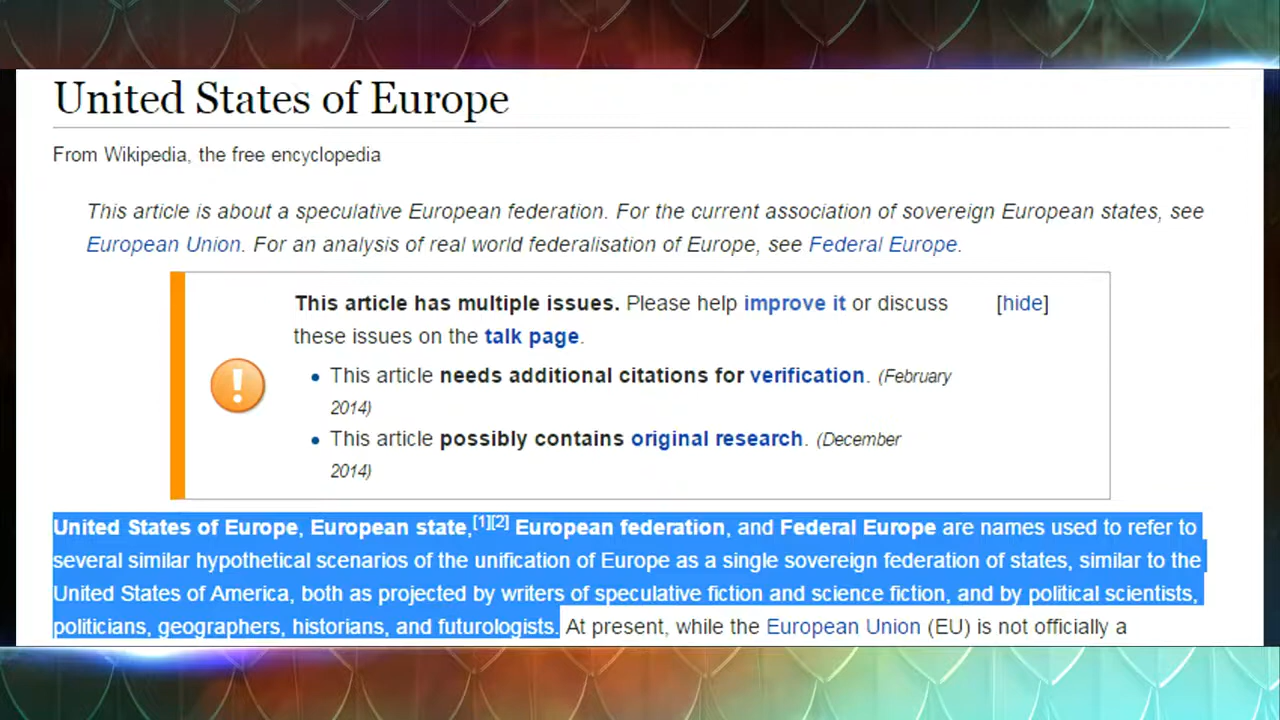 United States of Europe
From Wikipedia, the free encyclopedia
This article is about a speculative European federation. For the current association of sovereign European states, see
European Union. For an analysis of real world federalisation of Europe, see Federal Europe.
This article has multiple issues. Please help improve it or discuss [hide]
these issues on the talk page.
• This article needs additional citations for verification. (February
2014)
• This article possibly contains original research. (December
2014)
United States of Europe, European state,[1][2] European federation, and Federal Europe are names used to refer to
several similar hypothetical scenarios of the unification of Europe as a single sovereign federation of states, similar to the
United States of America, both as projected by writers of speculative fiction and science fiction, and by political scientists,
politicians, geographers, historians, and futurologists. At present, while the European Union (EU) is not officially a